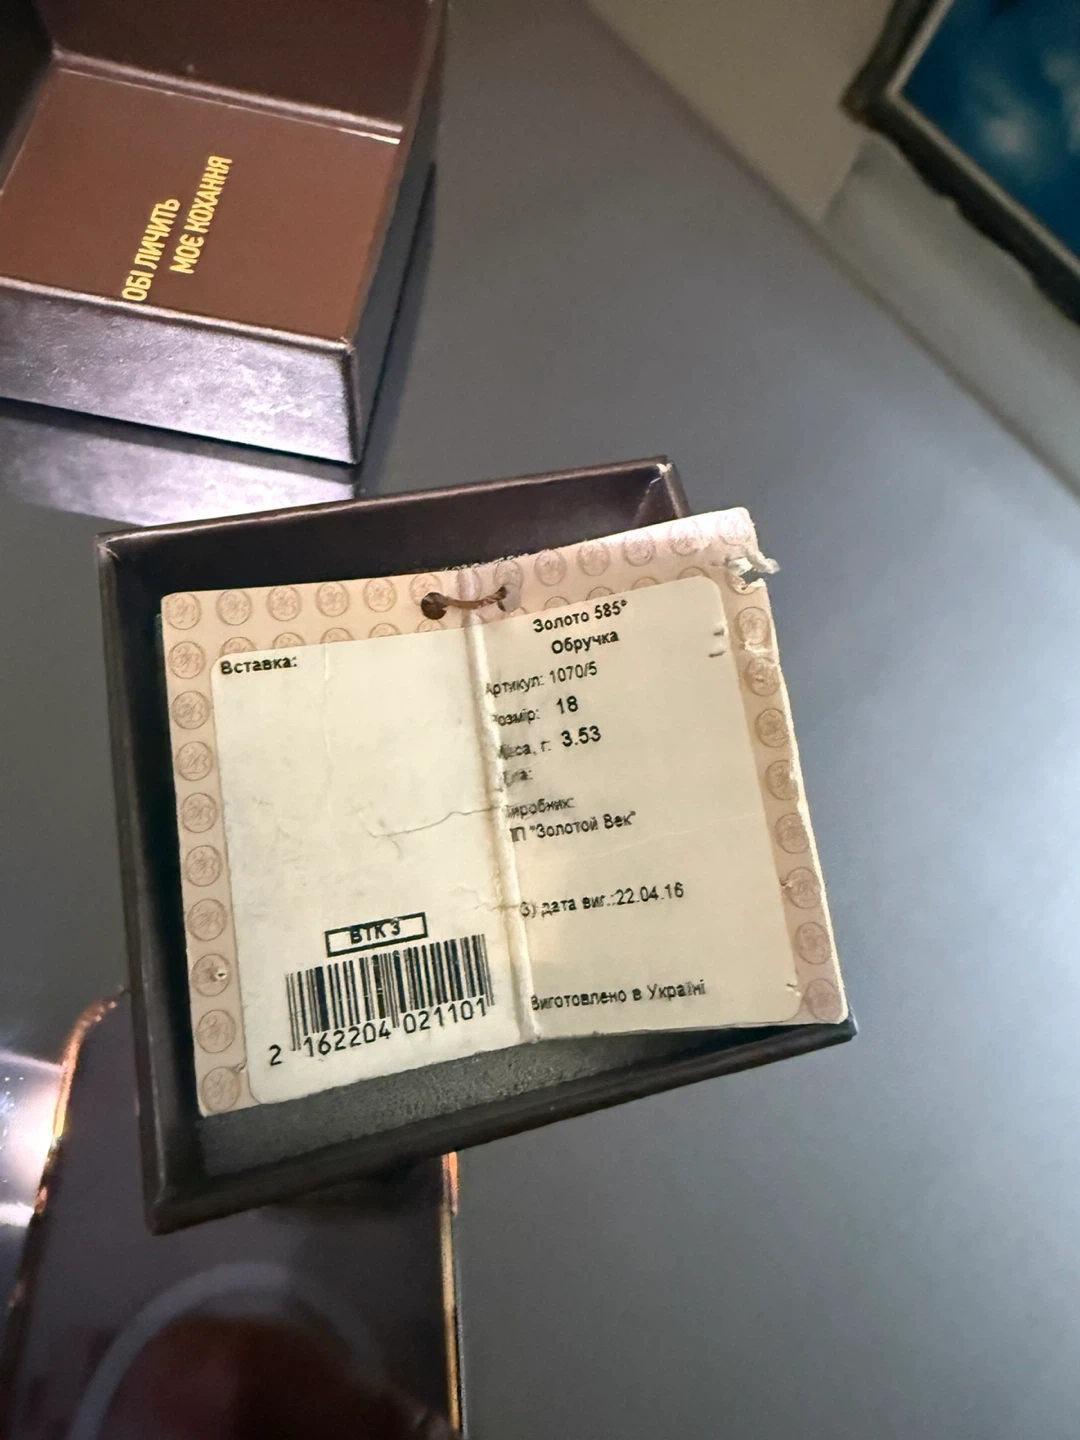 ОБІ ЛИЧИТЬ
МОЄ КОХАННЯ
Вставка:
ВТК 3
2 162204 021101
Золото 585°
Обручка
Артикул: 1070/5
Розмір: 18
Маса, г: 3.53
Ціна:
Виробник:
ПП "Золотой Век"
дата виг.:22.04.16
Виготовлено в Україні